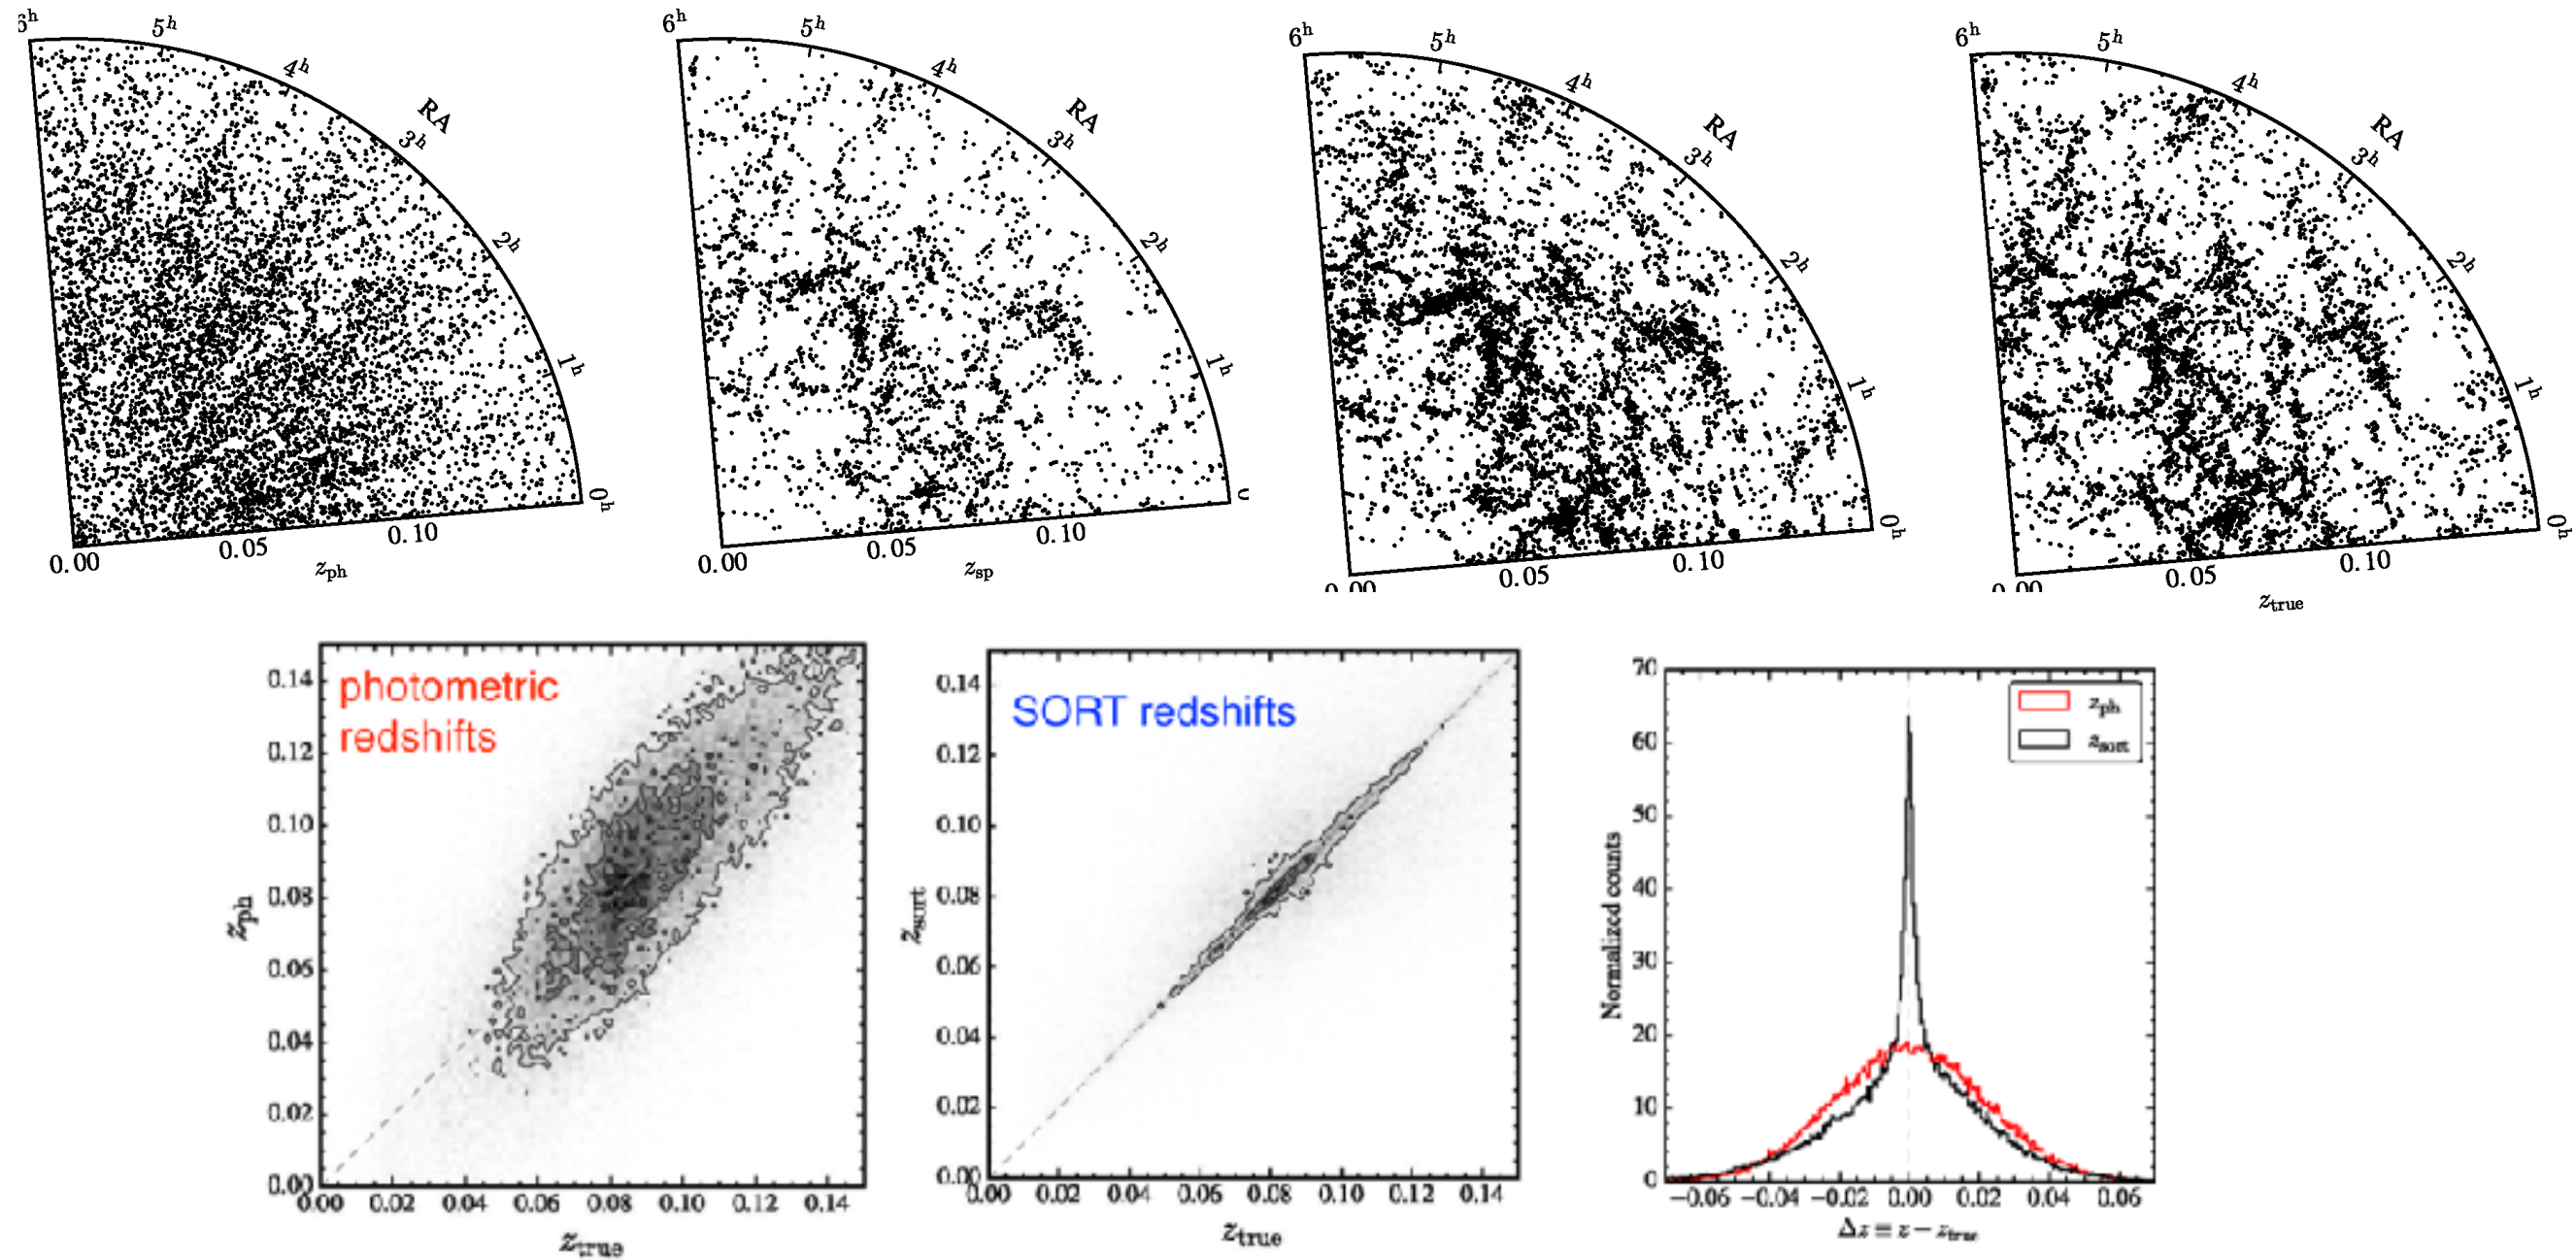 6h 5h 4h RA 3h 2h 1h 0h
0.00 0.05 0.10
zph
6h 5h 4h RA 3h 2h 1h
0.00 0.05 0.10
zsp
6h 5h 4h RA 3h 2h 1h 0h
0.00 0.05 0.10
6h 5h 4h RA 3h 2h 1h 0h
0.00 0.05 0.10
ztrue
photometric
redshifts
zph
0.14
0.12
0.10
0.08
0.06
0.04
0.02
0.00
0.00 0.02 0.04 0.06 0.08 0.10 0.12 0.14
ztrue
SORT redshifts
zsort
0.14
0.12
0.10
0.08
0.06
0.04
0.02
0.00
0.00 0.02 0.04 0.06 0.08 0.10 0.12 0.14
ztrue
zph
zsort
Normalized counts
70
60
50
40
30
20
10
0
−0.06 −0.04 −0.02 0.00 0.02 0.04 0.06
Δz ≡ z − ztrue